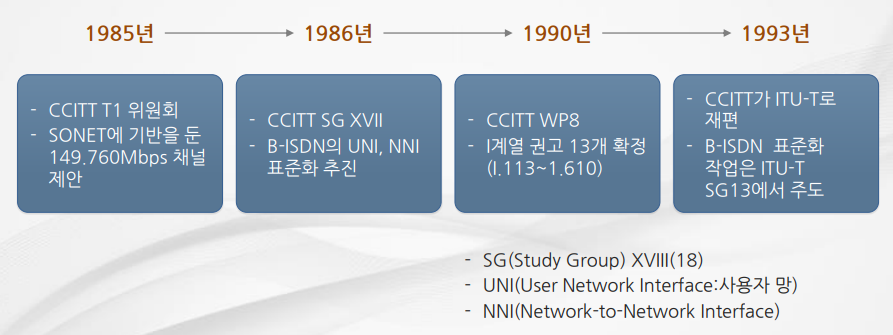 1985년
1986년
1990년
1993년
- CCITT T1 위원회
- SONET에 기반을 둔
149.760Mbps 채널
제안
- CCITT SG XVII
- B-ISDN의 UNI, NNI
표준화 추진
- CCITT WP8
- I계열 권고 13개 확정
(I.113~1.610)
- CCITT가 ITU-T로
재편
- B-ISDN 표준화
작업은 ITU-T
SG13에서 주도
- SG(Study Group) XVIII(18)
- UNI(User Network Interface:사용자 망)
- NNI(Network-to-Network Interface)